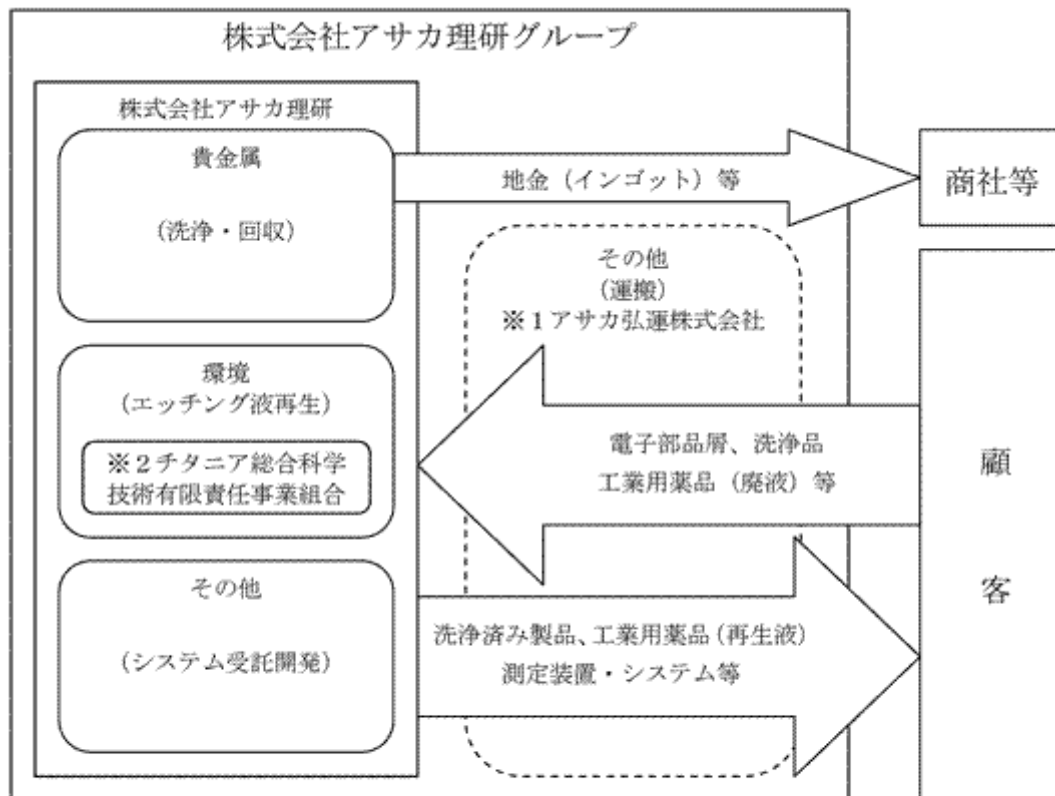 株式会社アサカ理研グループ
株式会社アサカ理研
貴金属
(洗浄・回収)
地金（インゴット）等
商社等
その他
(運搬)
※１アサカ弘運株式会社
環境
(エッチング液再生)
※２チタニア総合科学
技術有限責任事業組合
電子部品屑、洗浄品
工業用薬品（廃液）等
顧
客
その他
(システム受託開発)
洗浄済み製品、工業用薬品(再生液)
測定装置・システム等